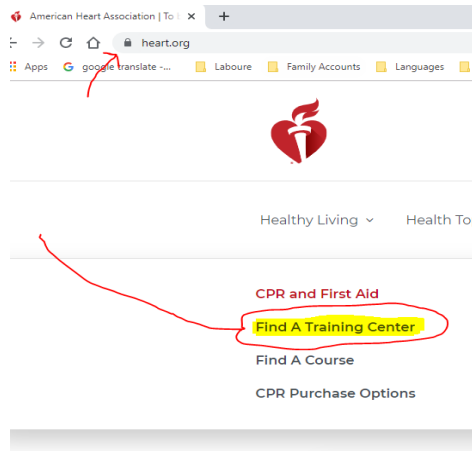 American Heart Association | To
heart.org
Apps google translate -... Laboure Family Accounts Languages
Healthy Living Health To
CPR and First Aid
Find A Training Center
Find A Course
CPR Purchase Options